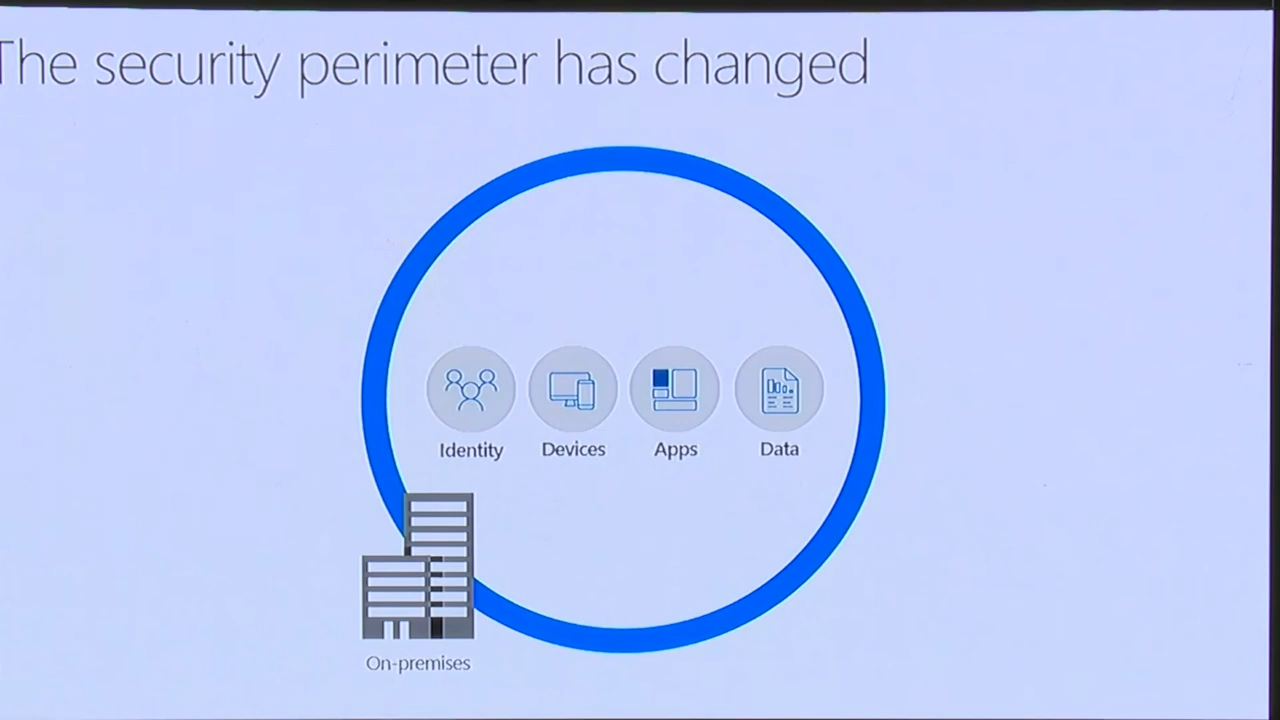 The security perimeter has changed
Identity
Devices
Apps
Data
On-premises